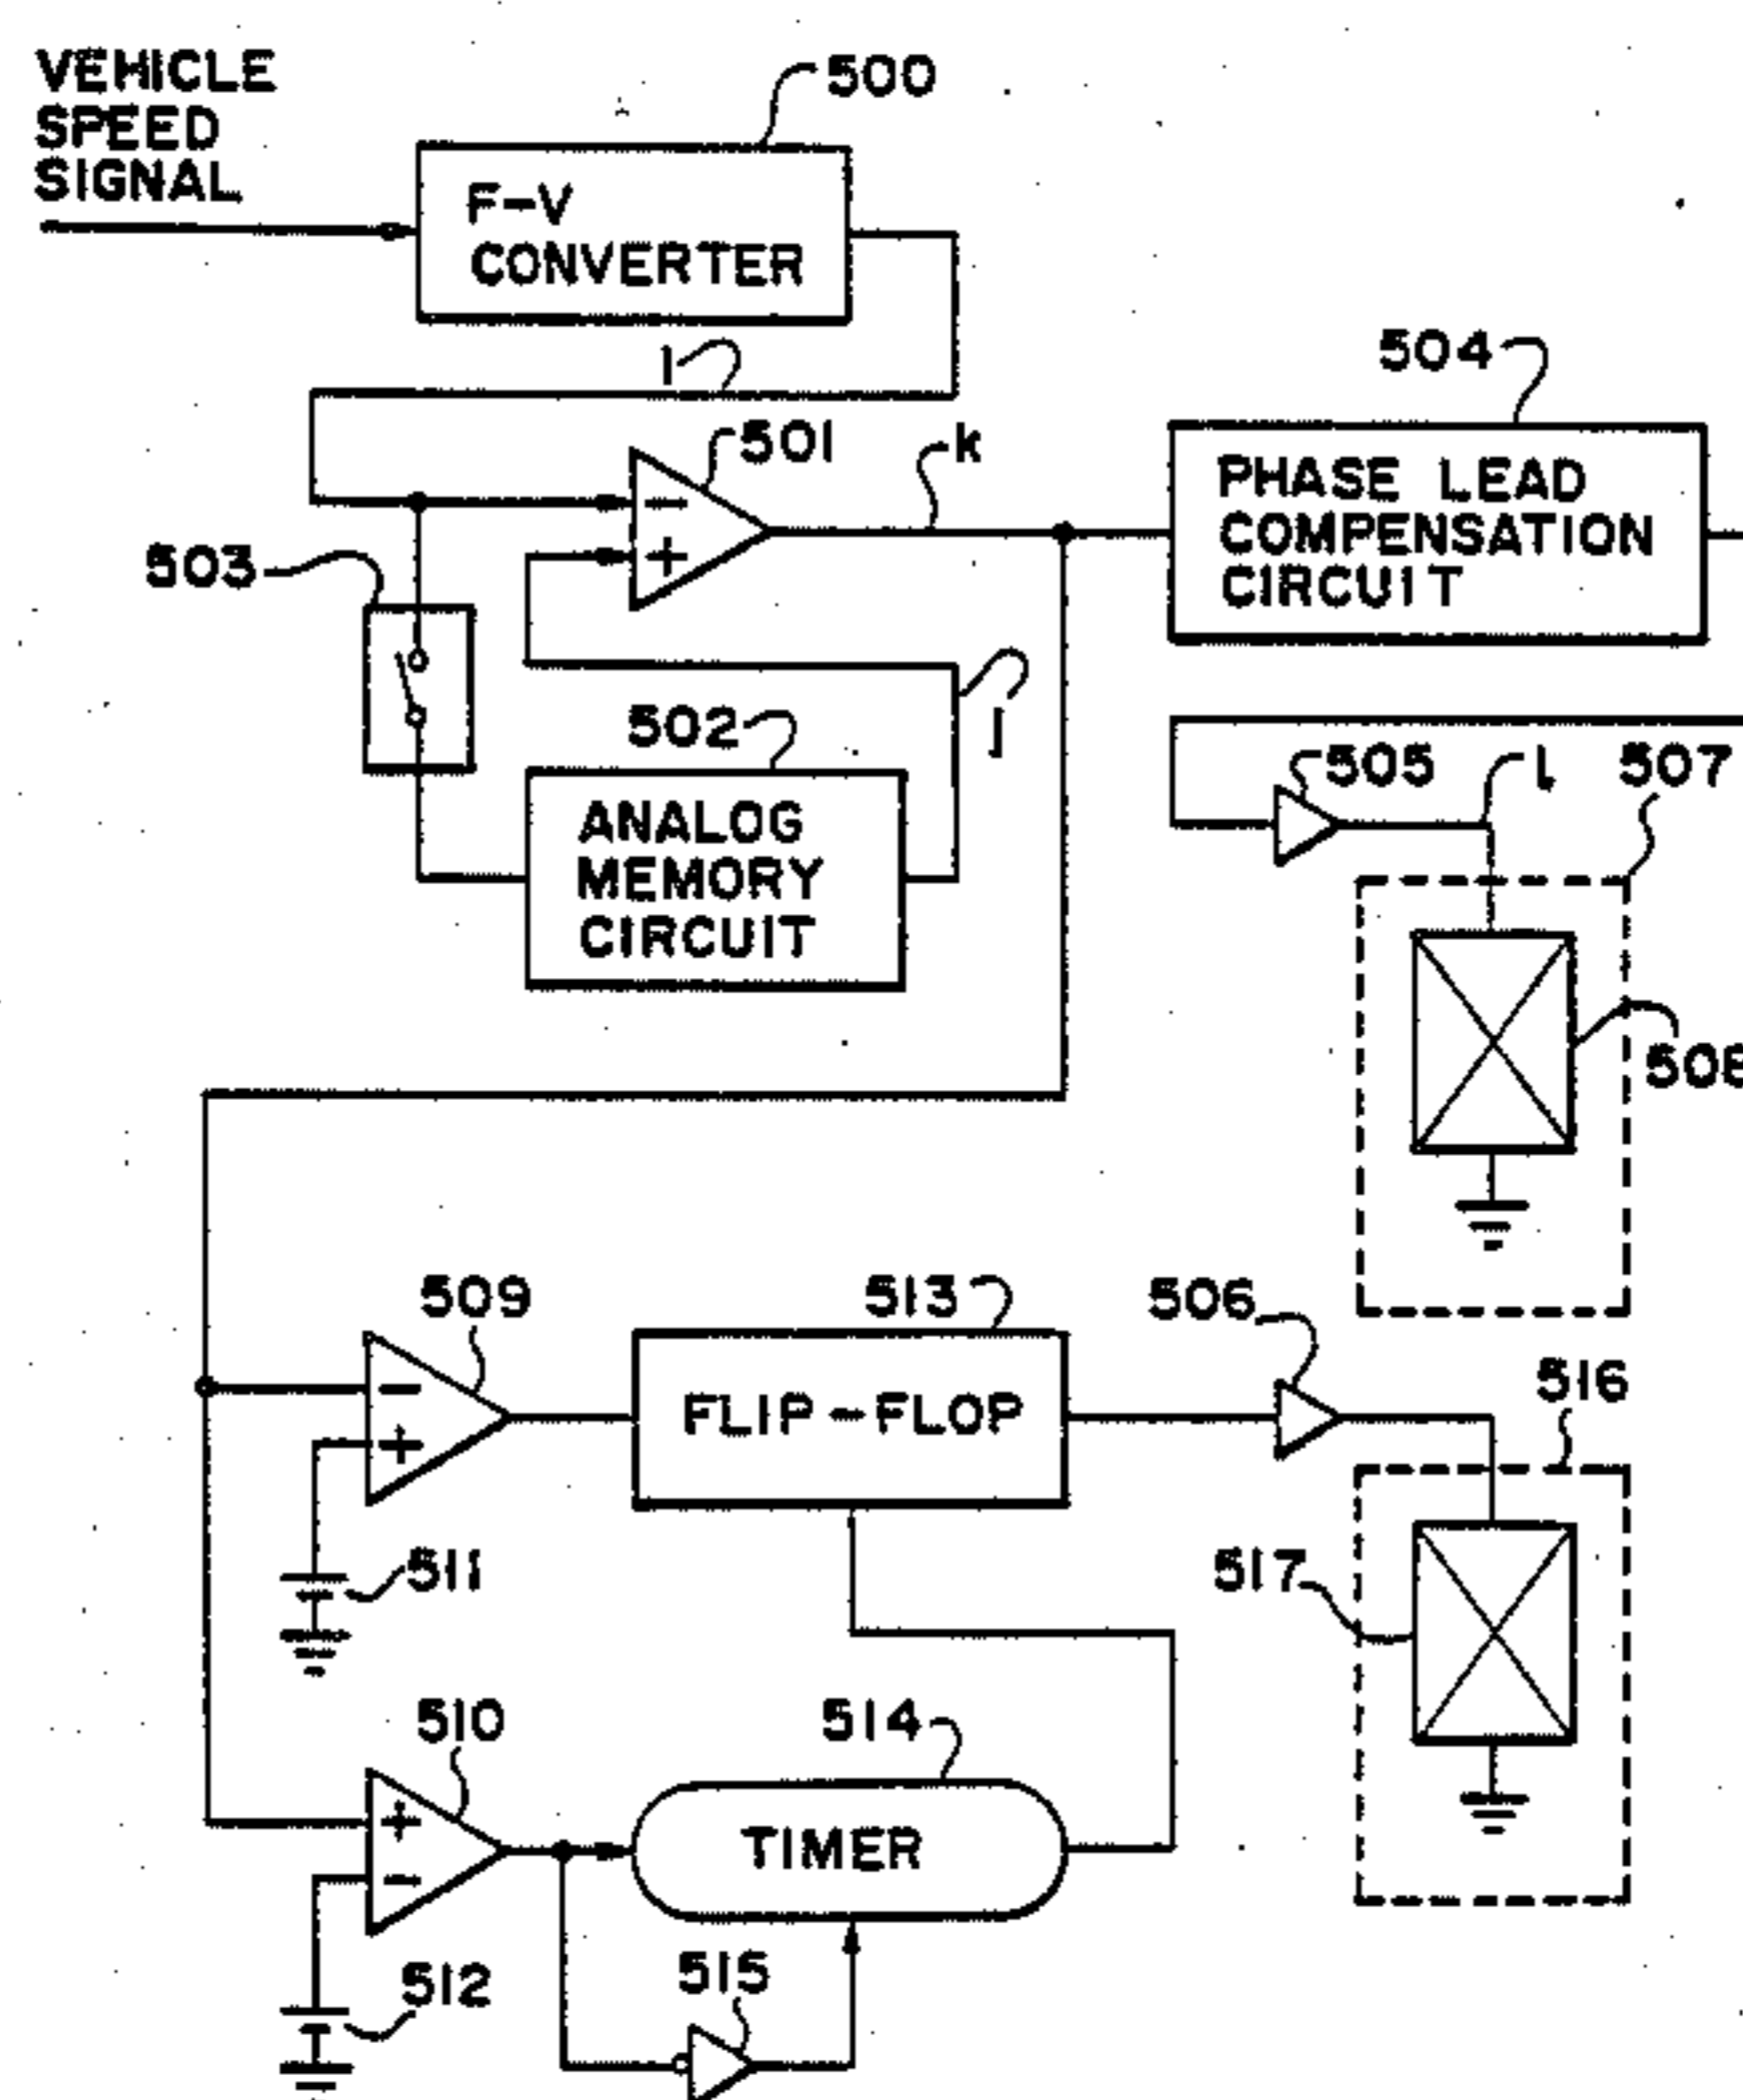 VEHICLE
SPEED
SIGNAL
500
F-V
CONVERTER
i
501
k
504
PHASE LEAD
COMPENSATION
CIRCUIT
503
-
+
502
j
ANALOG
MEMORY
CIRCUIT
505
l
507
508
509
513
506
516
-
+
FLIP-FLOP
511
517
510
514
+
-
TIMER
512
515